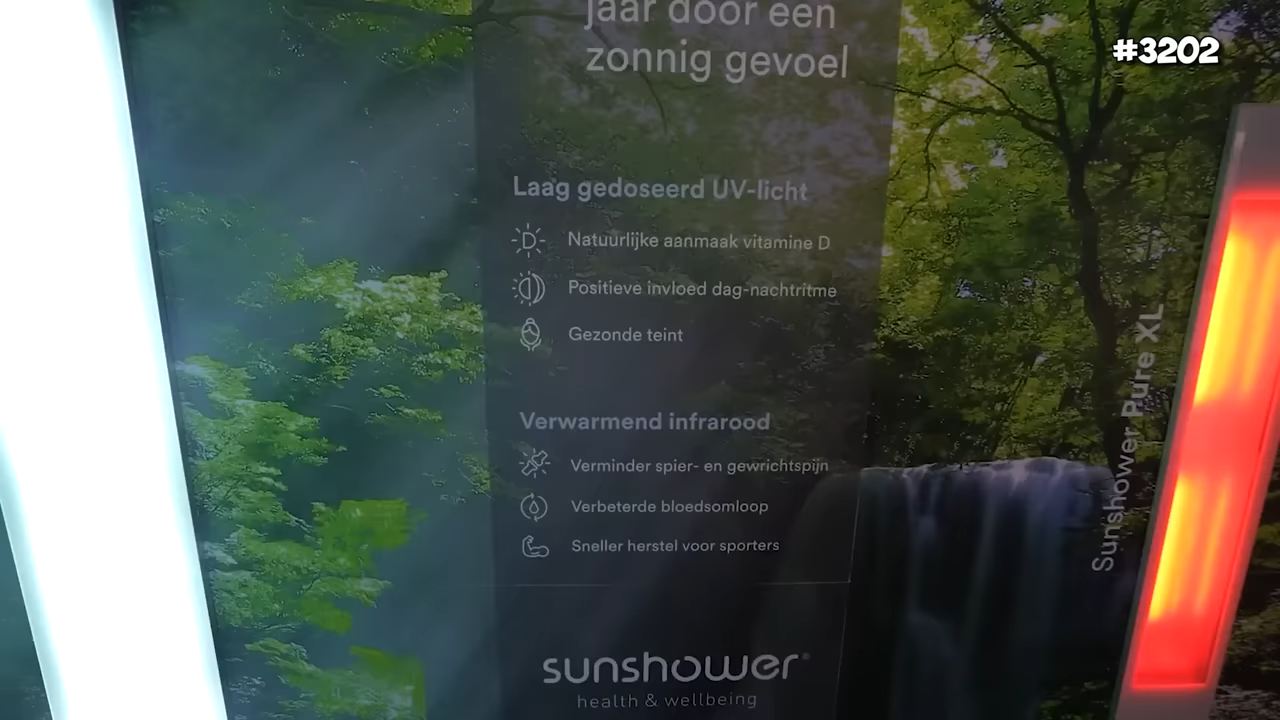 jaar door een
zonnig gevoel
#3202
Laag gedoseerd UV-licht
Natuurlijke aanmaak vitamine D
Positieve invloed dag-nachtritme
Gezonde teint
Verwarmend infrarood
Verminder spier- en gewrichtspijn
Verbeterde bloedsomloop
Sneller herstel voor sporters
sunshower®
health & wellbeing
Sunshower Pure XL